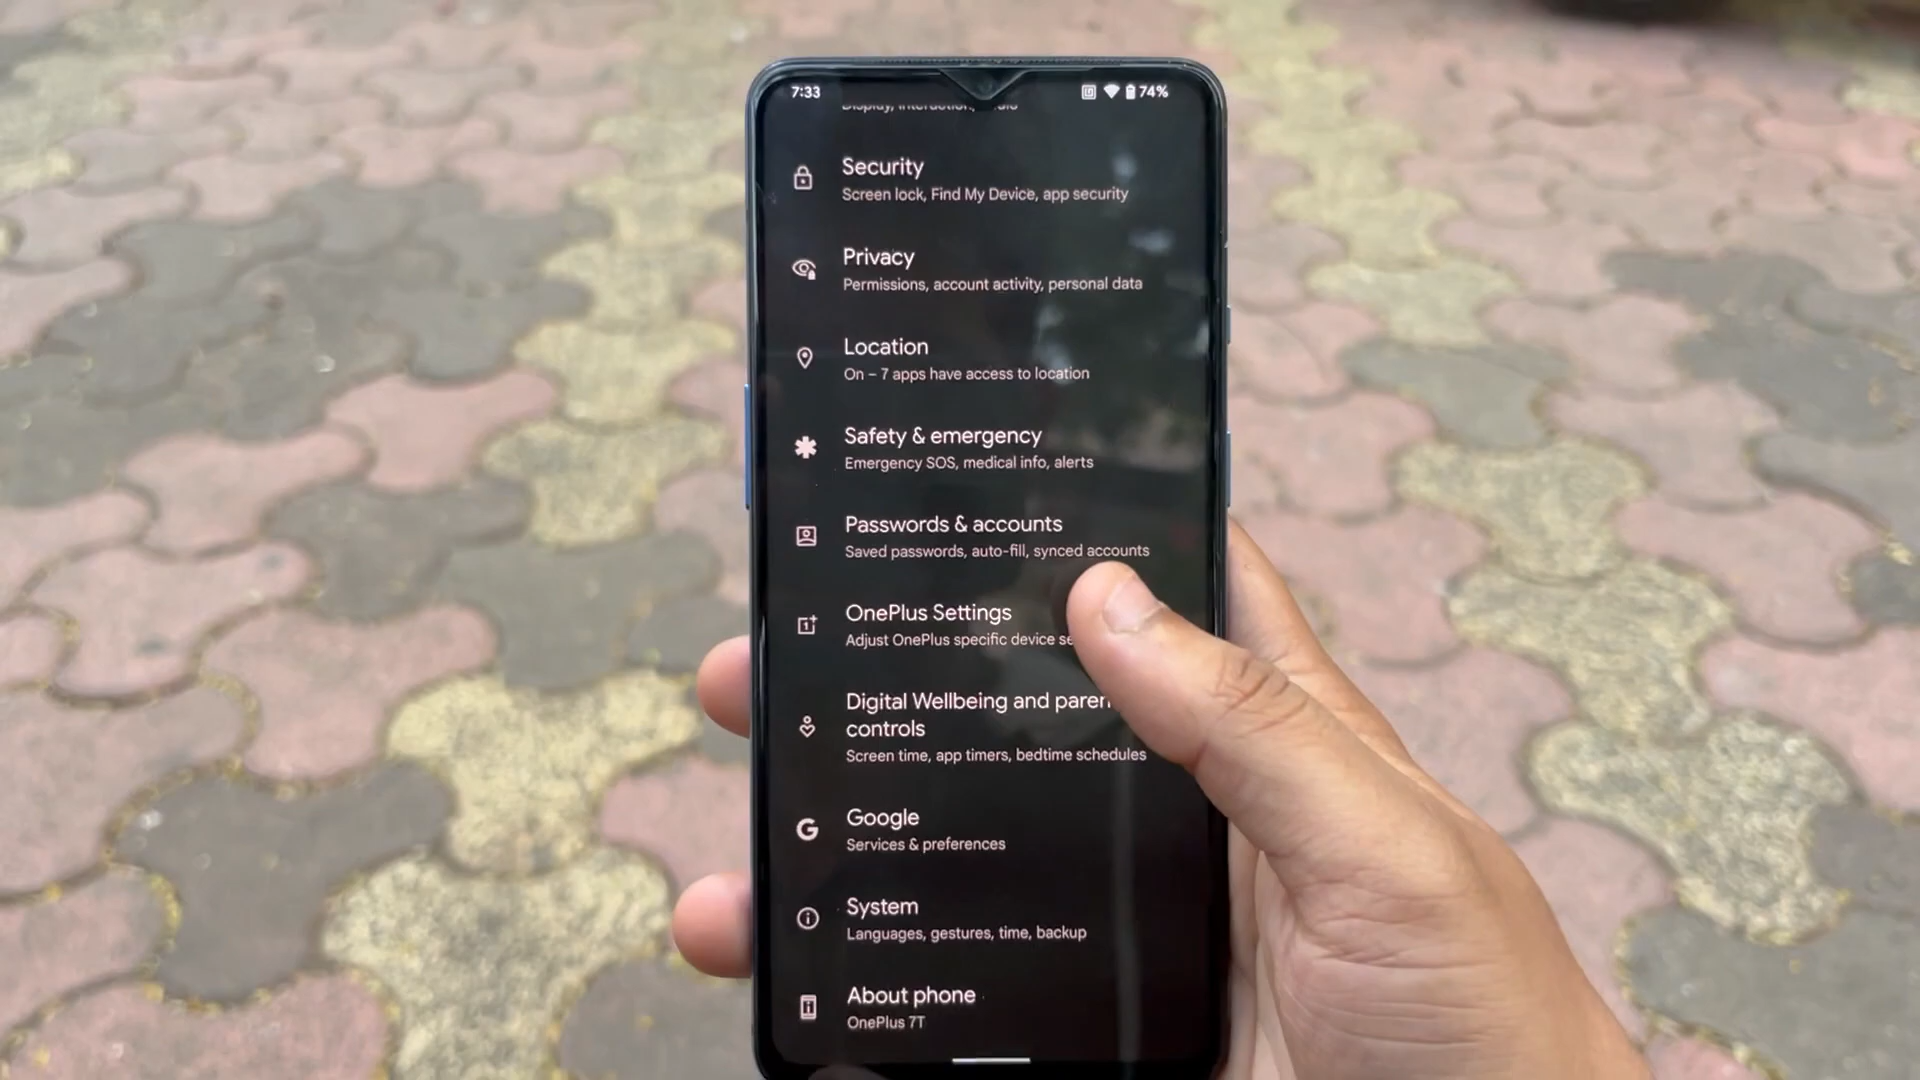 7:33
74%
Display, interaction,
Security
Screen lock, Find My Device, app security
Privacy
Permissions, account activity, personal data
Location
On – 7 apps have access to location
Safety & emergency
Emergency SOS, medical info, alerts
Passwords & accounts
Saved passwords, auto-fill, synced accounts
OnePlus Settings
Adjust OnePlus specific device
Digital Wellbeing and
controls
Screen time, app timers, bedtime schedules
Google
Services & preferences
System
Languages, gestures, time, backup
About phone
OnePlus 7T